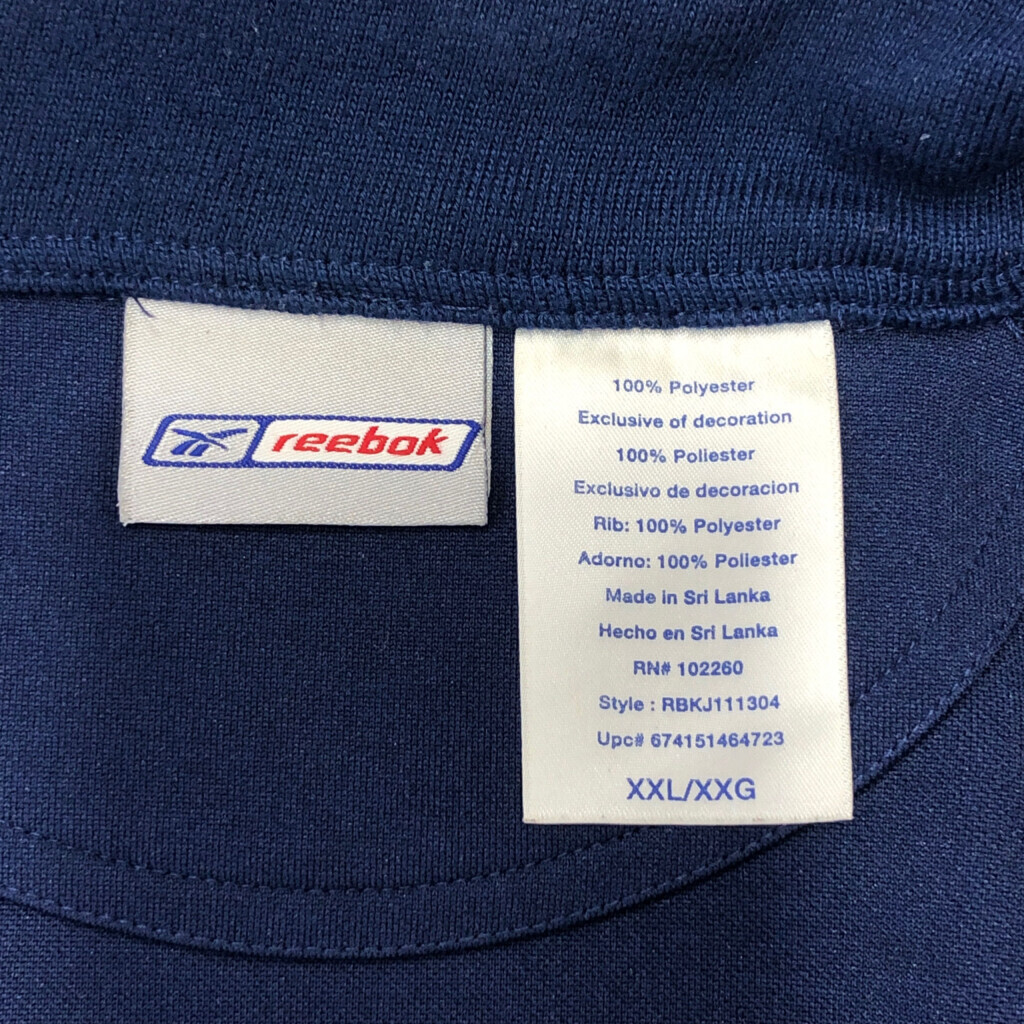 reebok
100% Polyester
Exclusive of decoration
100% Poliester
Exclusivo de decoracion
Rib: 100% Polyester
Adorno: 100% Poliester
Made in Sri Lanka
Hecho en Sri Lanka
RN# 102260
Style : RBKJ111304
Upc# 674151464723
XXL/XXG